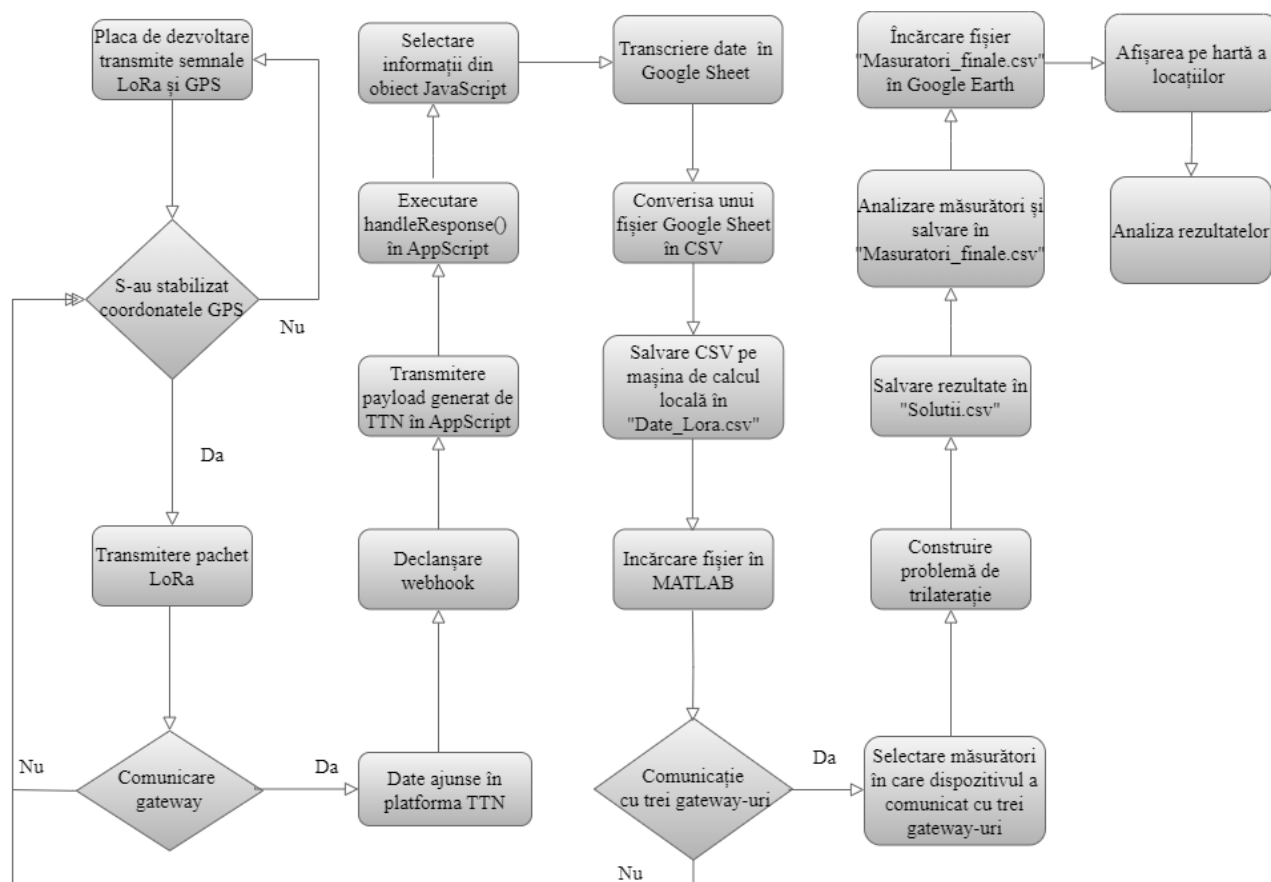 Placa de dezvoltare
transmite semnale
LoRa și GPS
S-au stabilizat
coordonatele GPS
Nu
Da
Transmitere pachet
LoRa
Comunicare
gateway
Nu
Da
Date ajunse în
platforma TTN
Declanșare
webhook
Transmitere
payload generat de
TTN în AppScript
Executare
handleResponse()
în AppScript
Selectare
informații din
obiect JavaScript
Transcriere date în
Google Sheet
Converisa unui
fișier Google Sheet
în CSV
Salvare CSV pe
mașina de calcul
locală în
"Date_Lora.csv"
Incărcare fișier în
MATLAB
Comunicație
cu trei gateway-uri
Nu
Da
Selectare măsurători
în care dispozitivul a
comunicat cu trei
gateway-uri
Construire
problemă de
trilaterație
Salvare rezultate în
"Solutii.csv"
Analizare măsurători și
salvare în
"Masuratori_finale.csv"
Încărcare fișier
"Masuratori_finale.csv"
în Google Earth
Afișarea pe hartă a
locațiilor
Analiza rezultatelor